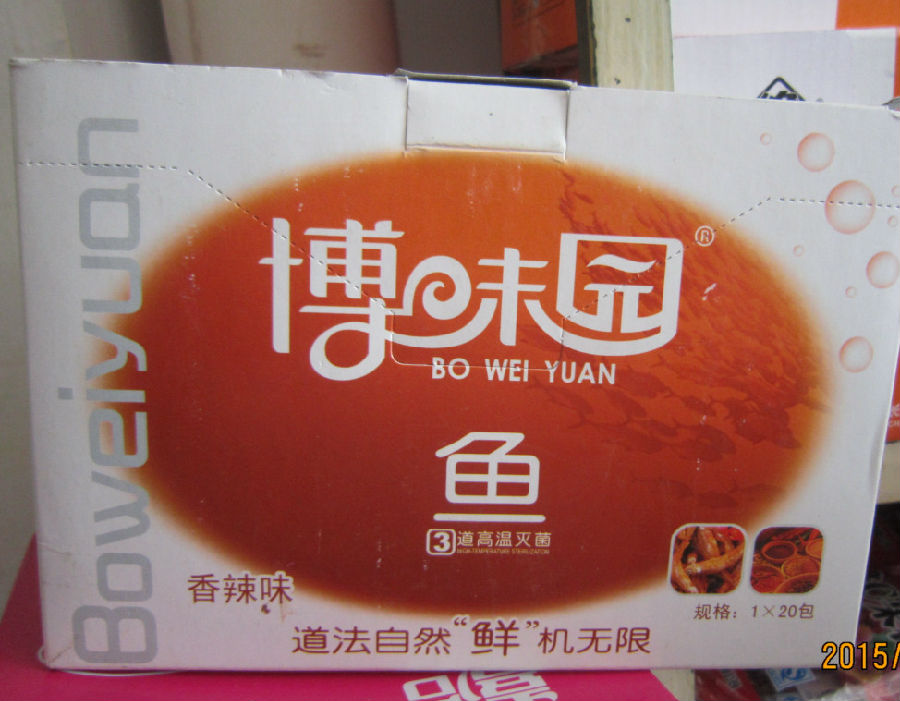 Boweiyuan
博味园®
BO WEI YUAN
鱼
3道高温灭菌
HIGH-TEMPERATURE STERILIZATION
香辣味
规格：1×20包
道法自然“鲜”机无限
2015/